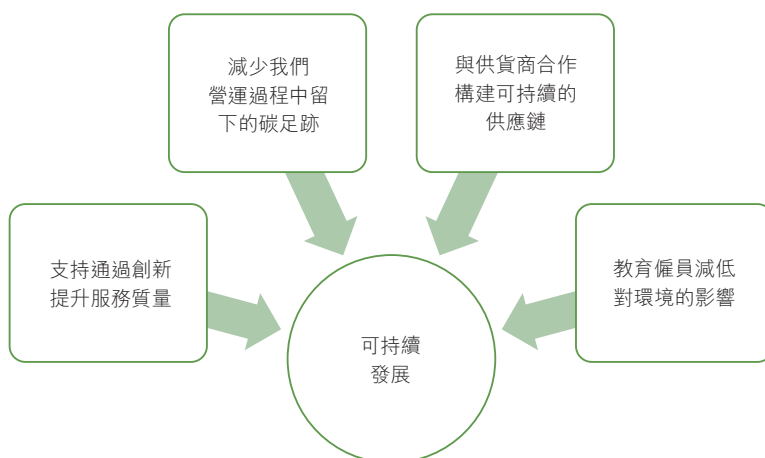 減少我們
營運過程中留
下的碳足跡
與供貨商合作
構建可持續的
供應鏈
支持通過創新
提升服務質量
教育僱員減低
對環境的影響
可持續
發展